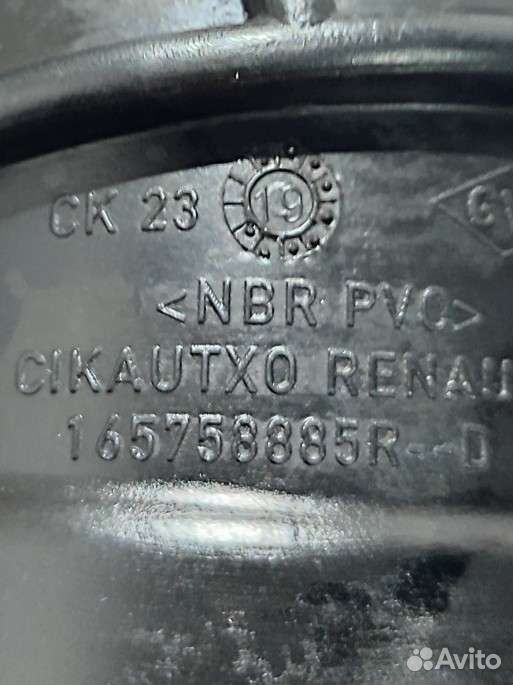 CK 23 19
<NBR PVC>
CIKAUTXO RENAU
165758885R--D
Avito